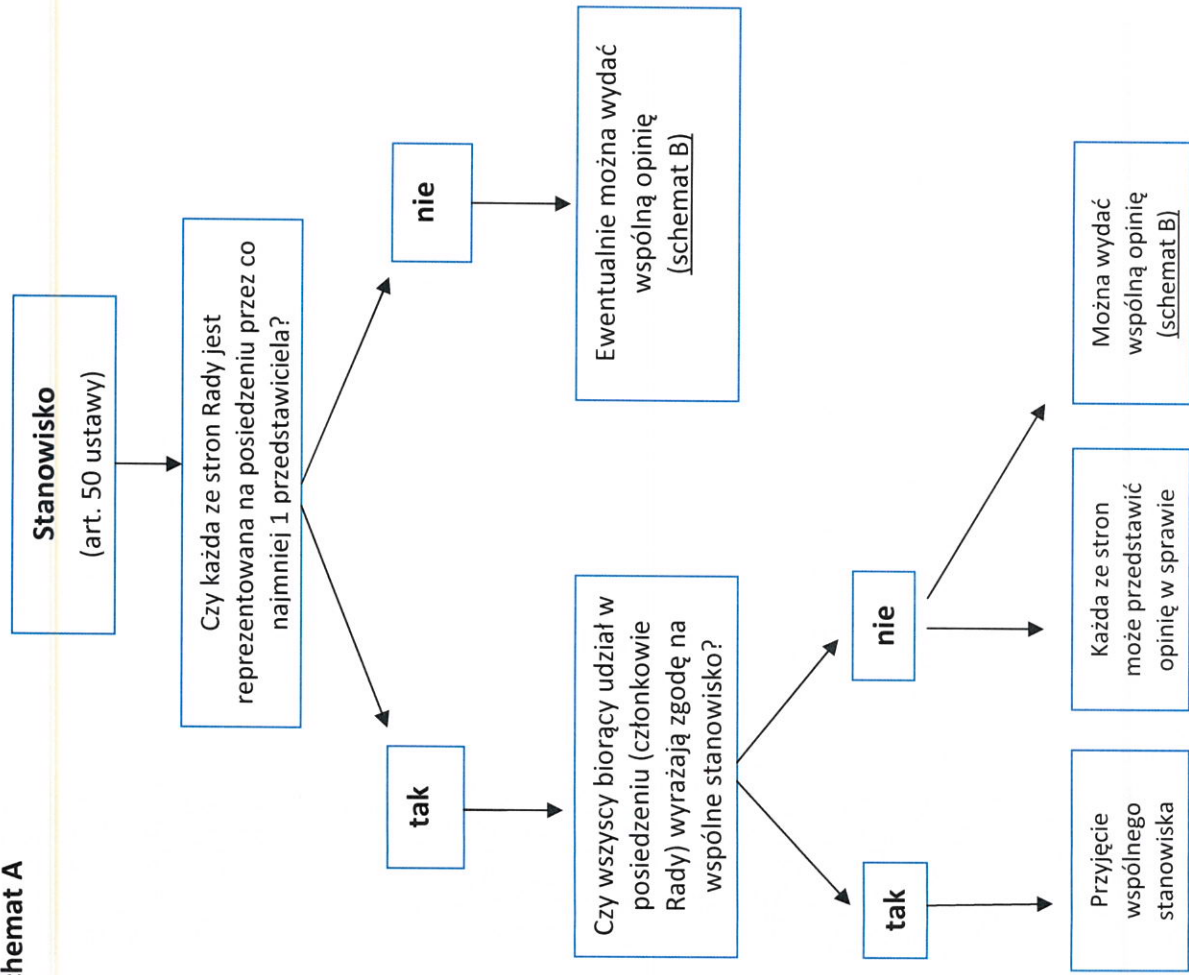 chemat A
Stanowisko
(art. 50 ustawy)
Czy każda ze stron Rady jest
reprezentowana na posiedzeniu przez co
najmniej 1 przedstawiciela?
tak
nie
Czy wszyscy biorący udział w
posiedzeniu (członkowie
Rady) wyrażają zgodę na
wspólne stanowisko?
Ewentualnie można wydać
wspólną opinię
(schemat B)
tak
nie
Przyjęcie
wspólnego
stanowiska
Każda ze stron
może przedstawić
opinię w sprawie
Można wydać
wspólną opinię
(schemat B)